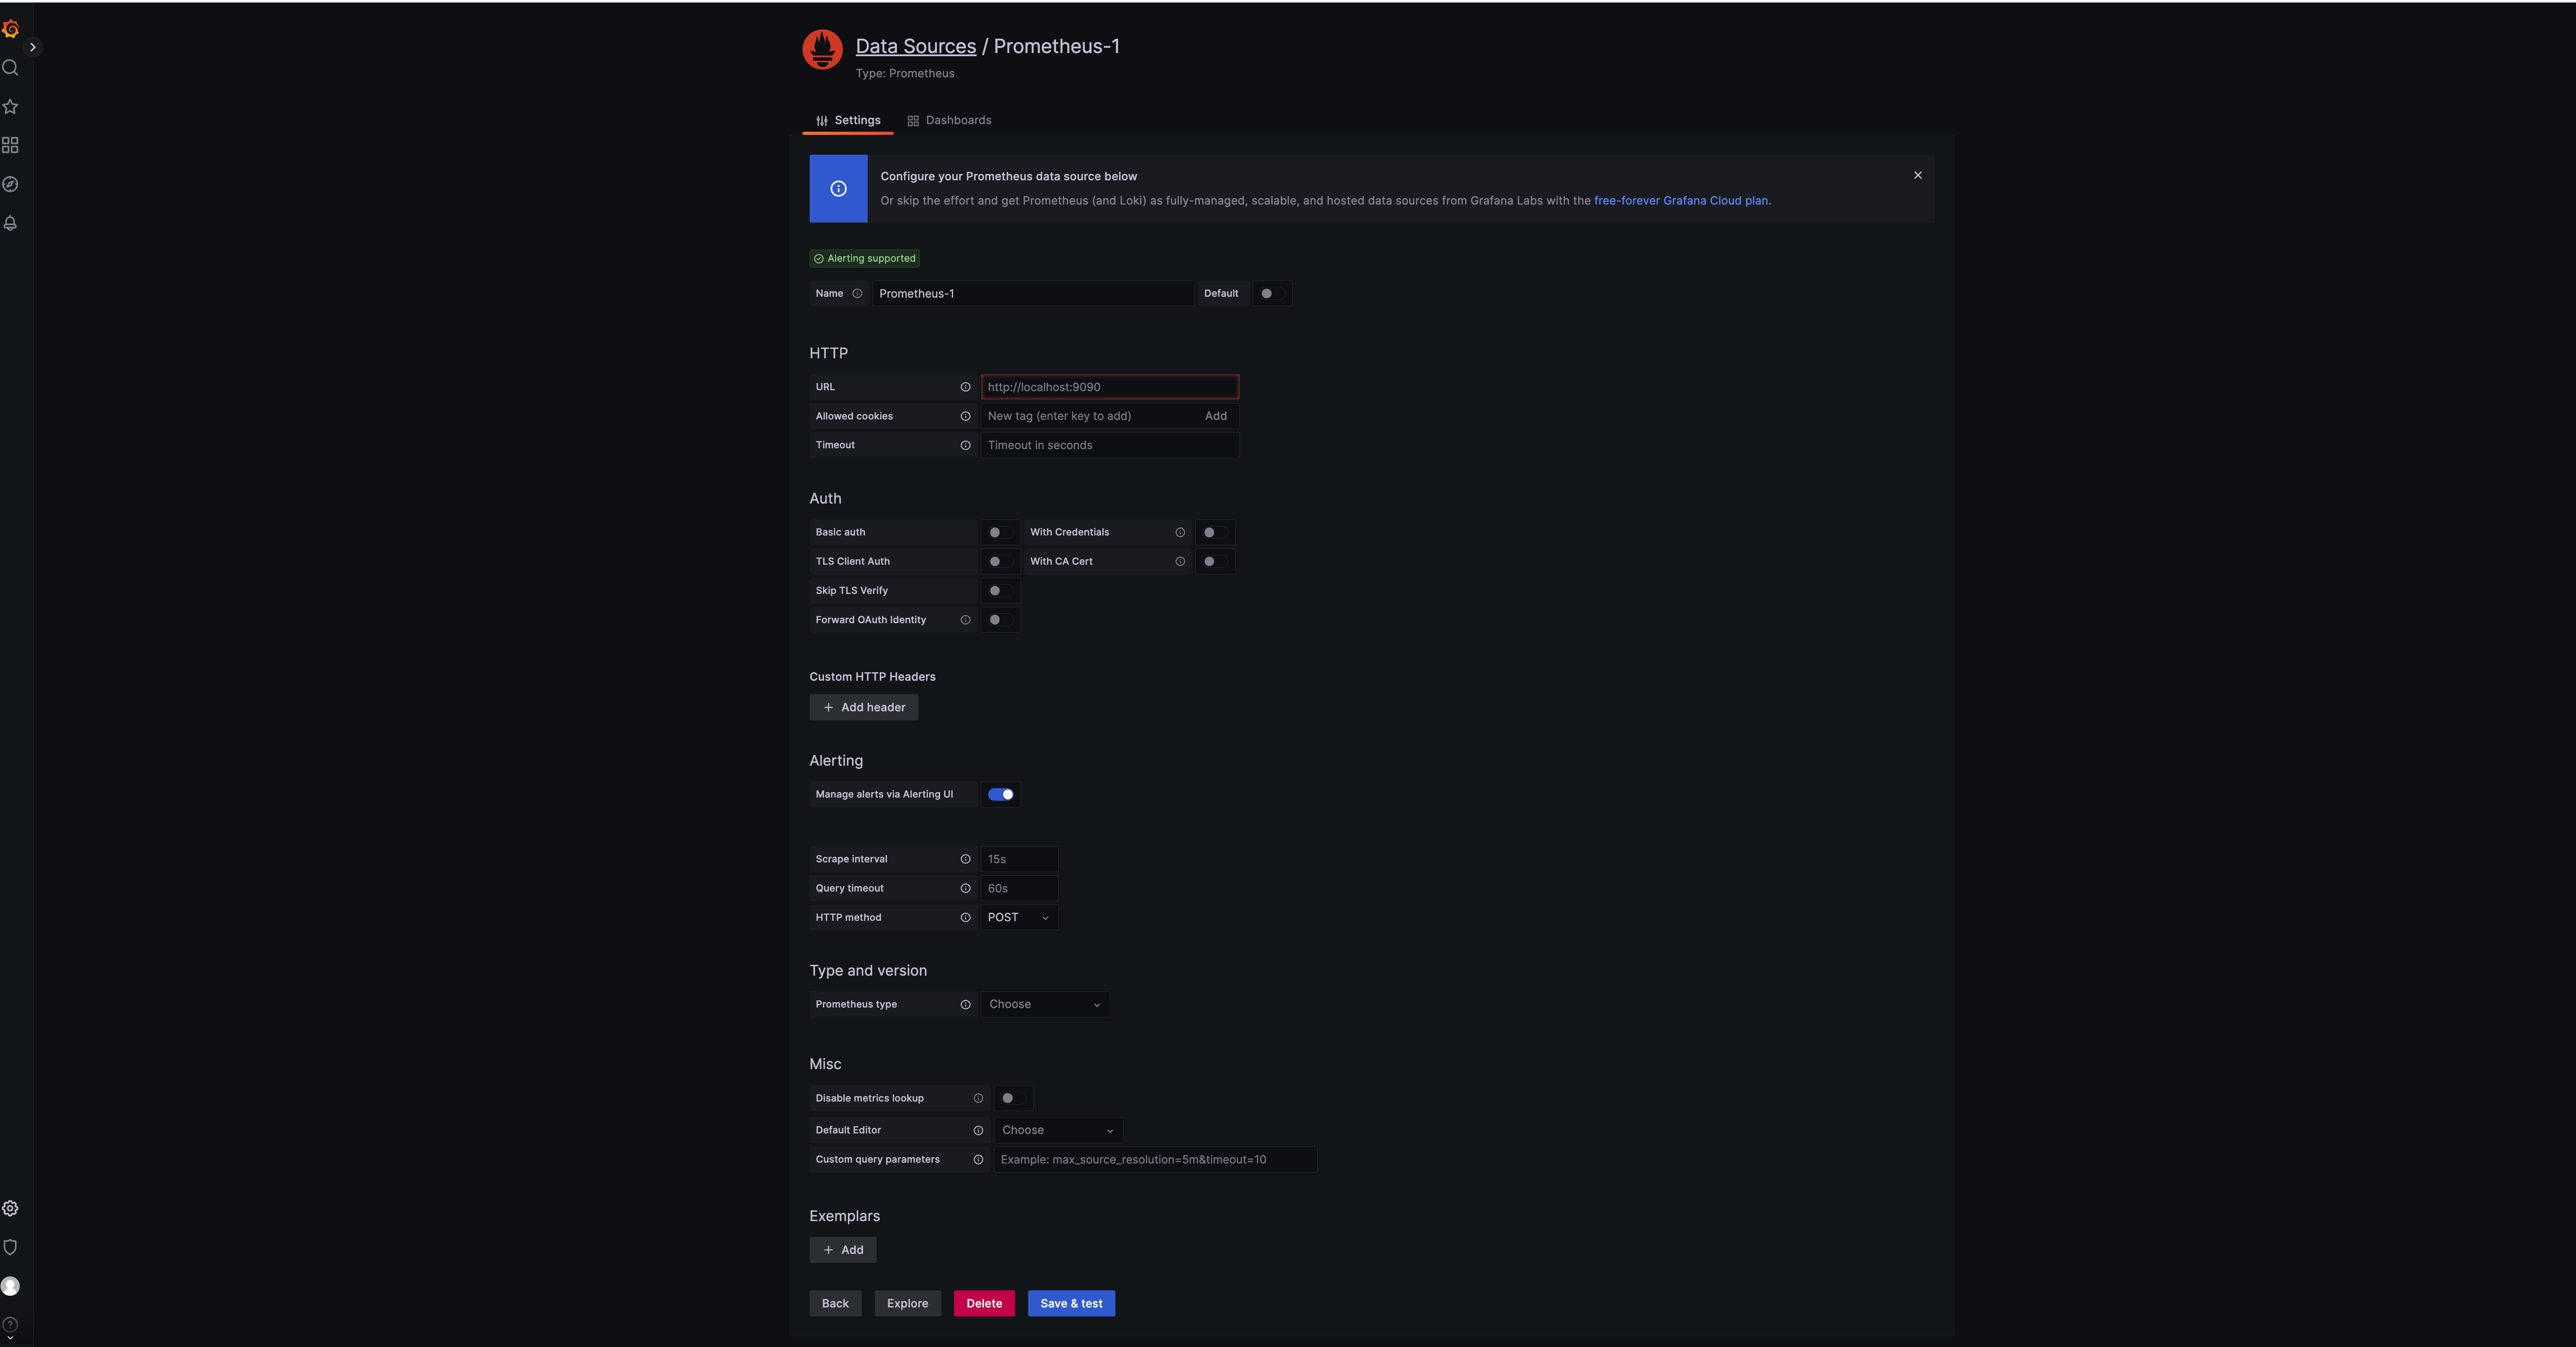 Data Sources / Prometheus-1
Type: Prometheus
Settings Dashboards
Configure your Prometheus data source below
Or skip the effort and get Prometheus (and Loki) as fully-managed, scalable, and hosted data sources from Grafana Labs with the free-forever Grafana Cloud plan.
Alerting supported
Name Prometheus-1 Default
HTTP
URL http://localhost:9090
Allowed cookies New tag (enter key to add) Add
Timeout Timeout in seconds
Auth
Basic auth With Credentials
TLS Client Auth With CA Cert
Skip TLS Verify
Forward OAuth Identity
Custom HTTP Headers
+ Add header
Alerting
Manage alerts via Alerting UI
Scrape interval 15s
Query timeout 60s
HTTP method POST
Type and version
Prometheus type Choose
Misc
Disable metrics lookup
Default Editor Choose
Custom query parameters Example: max_source_resolution=5m&timeout=10
Exemplars
+ Add
Back Explore Delete Save & test